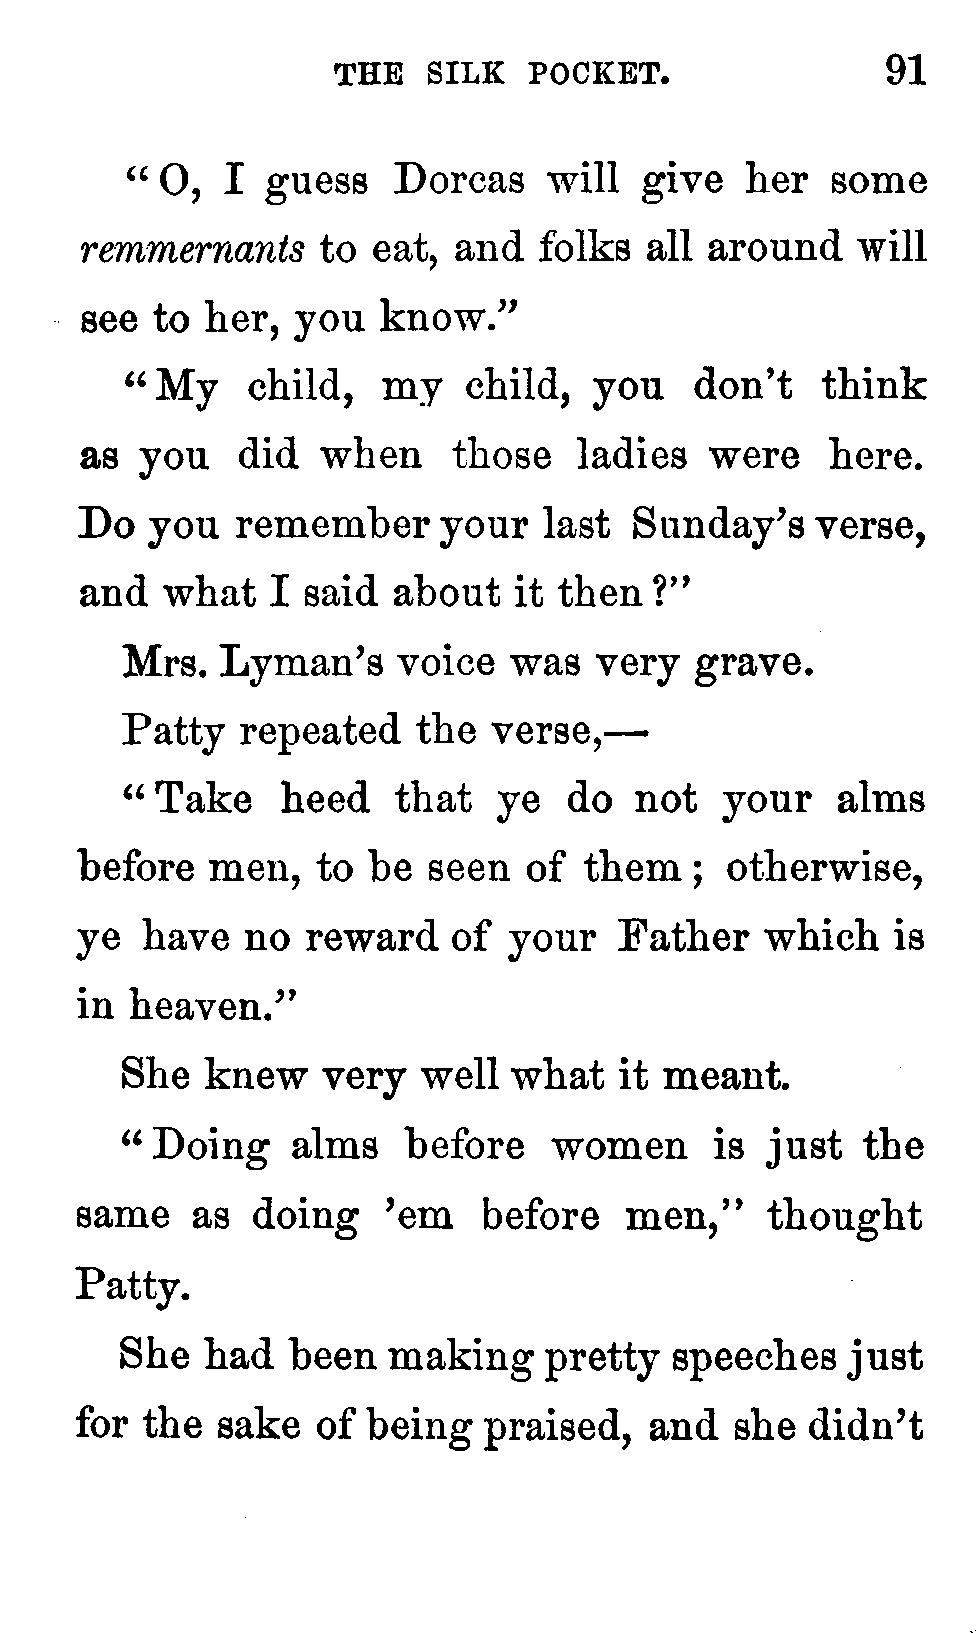 THE SILK POCKET. 91
“O, I guess Dorcas will give her some
remmernants to eat, and folks all around will
see to her, you know.”
“My child, my child, you don’t think
as you did when those ladies were here.
Do you remember your last Sunday’s verse,
and what I said about it then?”
Mrs. Lyman’s voice was very grave.
Patty repeated the verse,—
“Take heed that ye do not your alms
before men, to be seen of them; otherwise,
ye have no reward of your Father which is
in heaven.”
She knew very well what it meant.
“Doing alms before women is just the
same as doing ’em before men,” thought
Patty.
She had been making pretty speeches just
for the sake of being praised, and she didn’t